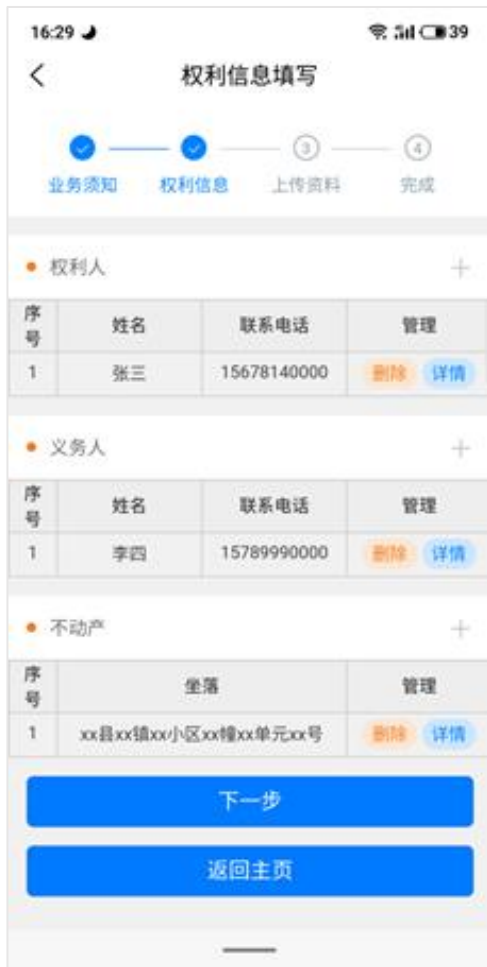 16:29 39
权利信息填写
3 4
业务须知 权利信息 上传资料 完成
权利人
序号 姓名 联系电话 管理
1 张三 15678140000 删除 详情
义务人
序号 姓名 联系电话 管理
1 李四 15789990000 删除 详情
不动产
序号 坐落 管理
1 xx县xx镇xx小区xx幢xx单元xx号 删除 详情
下一步
返回主页